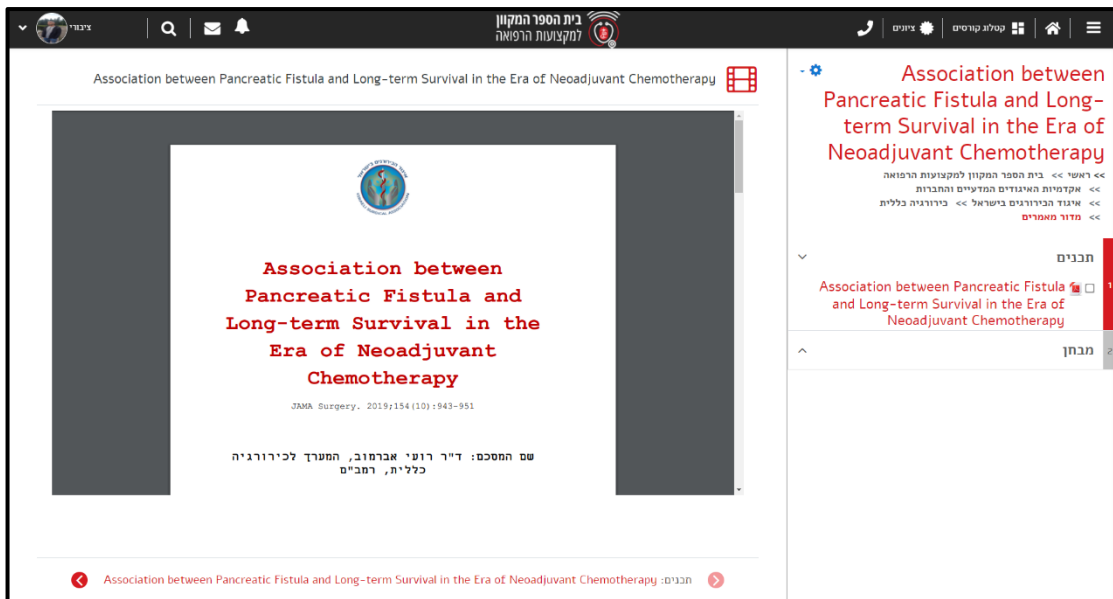 קטלוג קורסים
ציונים
בית הספר המקוון
למקצועות הרפואה
ציבורי
Association between
Pancreatic Fistula and Long-
term Survival in the Era of
Neoadjuvant Chemotherapy
>> ראשי >> בית הספר המקוון למקצועות הרפואה
>> אקדמיות האיגודים המדעיים והחברות
>> איגוד הכירורגים בישראל >> כירורגיה כללית
>> מדור מאמרים
1
תכנים
Association between Pancreatic Fistula
and Long-term Survival in the Era of
Neoadjuvant Chemotherapy
2
מבחן
Association between Pancreatic Fistula and Long-term Survival in the Era of Neoadjuvant Chemotherapy
Association between
Pancreatic Fistula and
Long-term Survival in the
Era of Neoadjuvant
Chemotherapy
JAMA Surgery. 2019;154(10):943-951
שם המסכם: ד"ר רועי אברמוב, המערך לכירורגיה
כללית, רמב"ם
תכנים: Association between Pancreatic Fistula and Long-term Survival in the Era of Neoadjuvant Chemotherapy